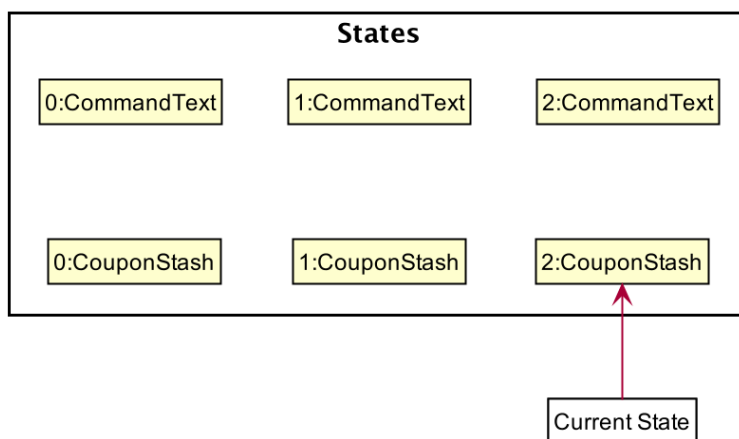 States
0:CommandText
1:CommandText
2:CommandText
0:CouponStash
1:CouponStash
2:CouponStash
Current State